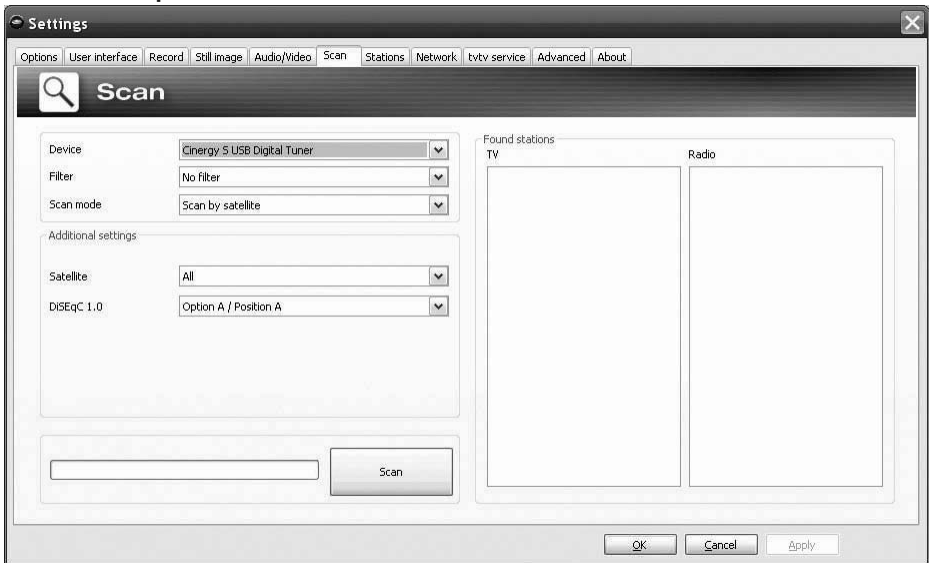 Settings
Options User interface Record Still image Audio/Video Scan Stations Network tvtv service Advanced About
Scan
Device Cinergy S USB Digital Tuner
Filter No filter
Scan mode Scan by satellite
Additional settings
Satellite All
DiSEqC 1.0 Option A / Position A
Scan
Found stations
TV Radio
OK Cancel Apply